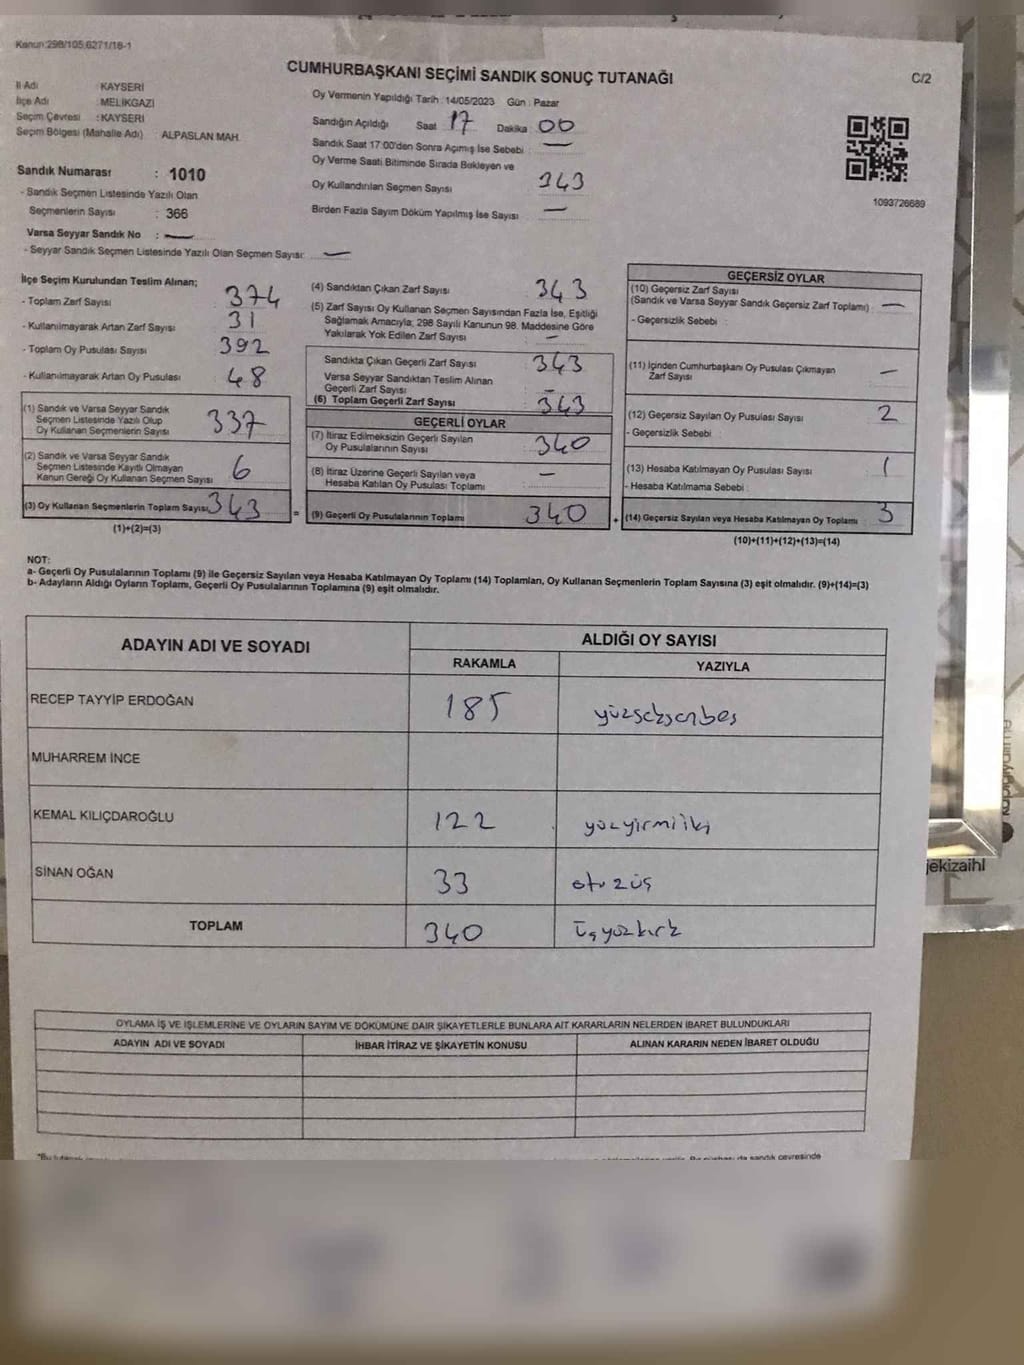 Kanun:298/105,6271/18-1
CUMHURBAŞKANI SEÇİMİ SANDIK SONUÇ TUTANAĞI
C/2
İl Adı : KAYSERİ
İlçe Adı : MELİKGAZİ
Seçim Çevresi : KAYSERİ
Seçim Bölgesi (Mahalle Adı) : ALPASLAN MAH.
Sandık Numarası : 1010
- Sandık Seçmen Listesinde Yazılı Olan
Seçmenlerin Sayısı : 366
Varsa Seyyar Sandık No : —
- Seyyar Sandık Seçmen Listesinde Yazılı Olan Seçmen Sayısı: —
Oy Vermenin Yapıldığı Tarih : 14/05/2023 Gün : Pazar
Sandığın Açıldığı Saat 17 Dakika 00
Sandık Saat 17:00'den Sonra Açımış İse Sebebi : —
Oy Verme Saati Bitiminde Sırada Bekleyen ve
Oy Kullandırılan Seçmen Sayısı 343
Birden Fazla Sayım Döküm Yapılmış İse Sayısı —
1093726689
İlçe Seçim Kurulundan Teslim Alınan;
- Toplam Zarf Sayısı 374
- Kullanılmayarak Artan Zarf Sayısı : 31
- Toplam Oy Pusulası Sayısı : 392
- Kullanılmayarak Artan Oy Pusulası : 48
(1) Sandık ve Varsa Seyyar Sandık
Seçmen Listesinde Yazılı Olup
Oy Kullanan Seçmenlerin Sayısı 337
(2) Sandık ve Varsa Seyyar Sandık
Seçmen Listesinde Kayıtlı Olmayan
Kanun Gereği Oy Kullanan Seçmen Sayısı 6
(3) Oy Kullanan Seçmenlerin Toplam Sayısı 343
(1)+(2)=(3)
=
(4) Sandıktan Çıkan Zarf Sayısı 343
(5) Zarf Sayısı Oy Kullanan Seçmen Sayısından Fazla İse, Eşitliği
Sağlamak Amacıyla; 298 Sayılı Kanunun 98. Maddesine Göre
Yakılarak Yok Edilen Zarf Sayısı —
Sandıkta Çıkan Geçerli Zarf Sayısı 343
Varsa Seyyar Sandıktan Teslim Alınan
Geçerli Zarf Sayısı —
(6) Toplam Geçerli Zarf Sayısı 343
GEÇERLİ OYLAR
(7) İtiraz Edilmeksizin Geçerli Sayılan
Oy Pusulalarının Sayısı 340
(8) İtiraz Üzerine Geçerli Sayılan veya
Hesaba Katılan Oy Pusulası Toplamı —
(9) Geçerli Oy Pusulalarının Toplamı 340
+
GEÇERSİZ OYLAR
(10) Geçersiz Zarf Sayısı
(Sandık ve Varsa Seyyar Sandık Geçersiz Zarf Toplamı) : —
- Geçersizlik Sebebi :
(11) İçinden Cumhurbaşkanı Oy Pusulası Çıkmayan
Zarf Sayısı —
(12) Geçersiz Sayılan Oy Pusulası Sayısı : 2
- Geçersizlik Sebebi :
(13) Hesaba Katılmayan Oy Pusulası Sayısı : 1
- Hesaba Katılmama Sebebi :
(14) Geçersiz Sayılan veya Hesaba Katılmayan Oy Toplamı : 3
(10)+(11)+(12)+(13)=(14)
NOT:
a- Geçerli Oy Pusulalarının Toplamı (9) ile Geçersiz Sayılan veya Hesaba Katılmayan Oy Toplamı (14) Toplamları, Oy Kullanan Seçmenlerin Toplam Sayısına (3) eşit olmalıdır. (9)+(14)=(3)
b- Adayların Aldığı Oyların Toplamı, Geçerli Oy Pusulalarının Toplamına (9) eşit olmalıdır.
ADAYIN ADI VE SOYADI
ALDIĞI OY SAYISI
RAKAMLA YAZIYLA
RECEP TAYYİP ERDOĞAN 185 yüzseksenbeş
MUHARREM İNCE
KEMAL KILIÇDAROĞLU 122 yüzyirmiiki
SİNAN OĞAN 33 otuzüç
TOPLAM 340 üçyüzkırk
OYLAMA İŞ VE İŞLEMLERİNE VE OYLARIN SAYIM VE DÖKÜMÜNE DAİR ŞİKAYETLERLE BUNLARA AİT KARARLARIN NELERDEN İBARET BULUNDUKLARI
ADAYIN ADI VE SOYADI
İHBAR İTİRAZ VE ŞİKAYETİN KONUSU
ALINAN KARARIN NEDEN İBARET OLDUĞU
jekizaihl